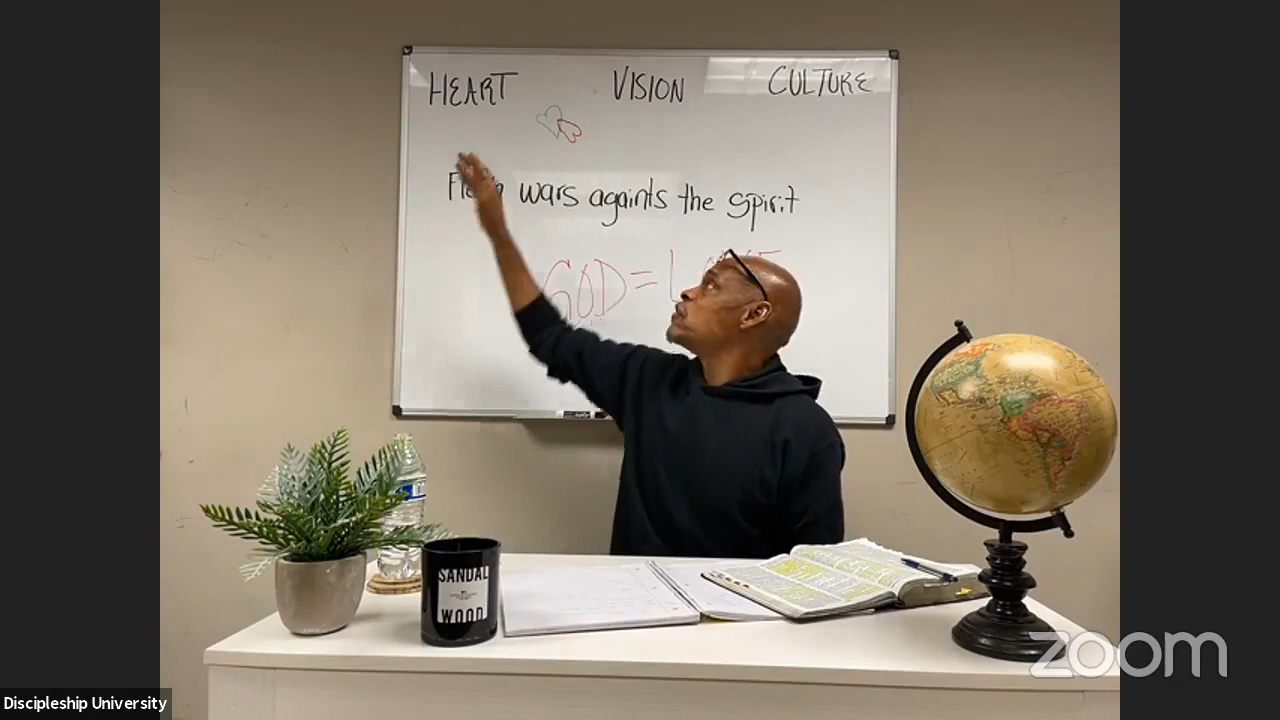 HEART VISION CULTURE
wars againts the spirit
GOD =
SANDAL
WOOD
zoom
Discipleship University